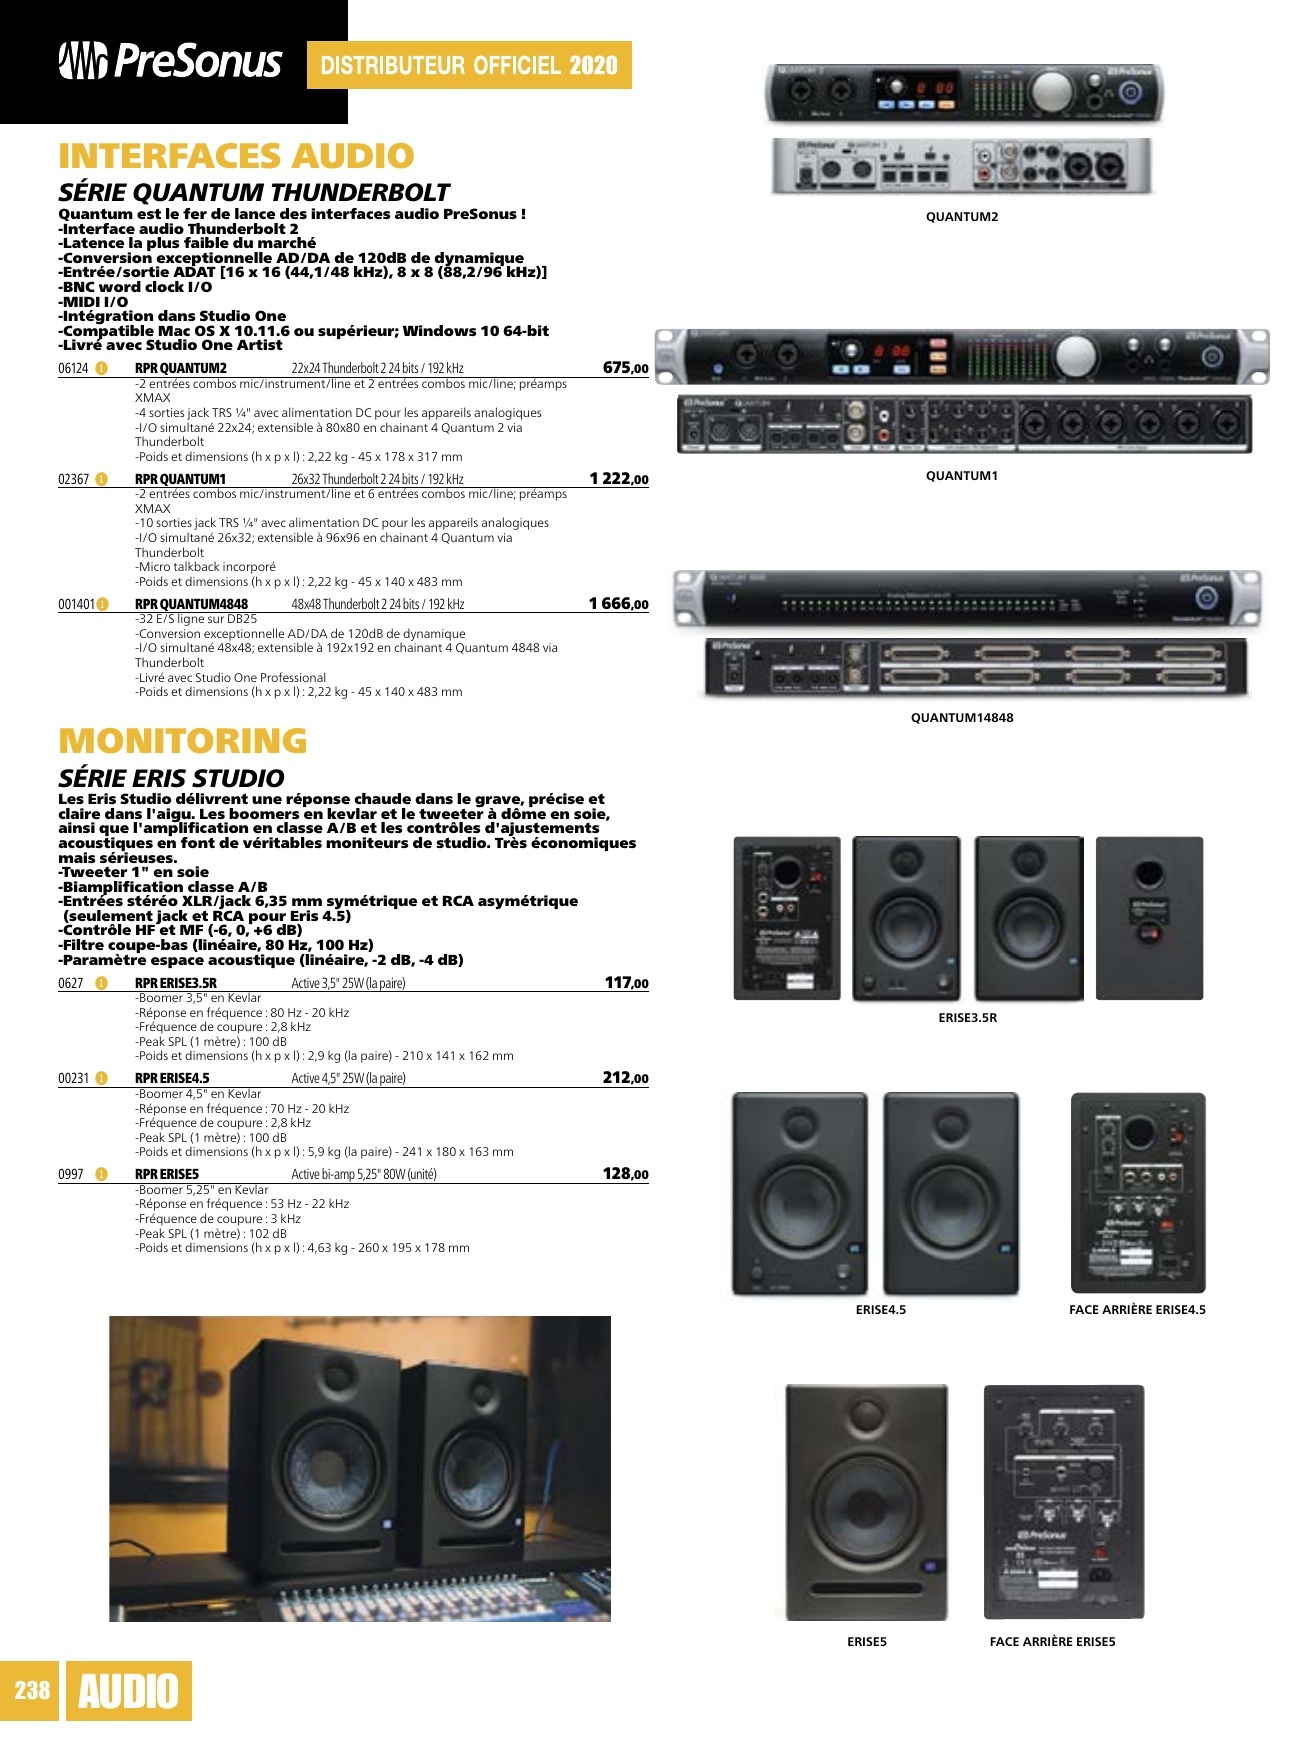 PreSonus
DISTRIBUTEUR OFFICIEL 2020
INTERFACES AUDIO
SÉRIE QUANTUM THUNDERBOLT
Quantum est le fer de lance des interfaces audio PreSonus !
-Interface audio Thunderbolt 2
-Latence la plus faible du marché
-Conversion exceptionnelle AD/DA de 120dB de dynamique
-Entrée/sortie ADAT [16 x 16 (44,1/48 kHz), 8 x 8 (88,2/96 kHz)]
-BNC word clock I/O
-MIDI I/O
-Intégration dans Studio One
-Compatible Mac OS X 10.11.6 ou supérieur; Windows 10 64-bit
-Livré avec Studio One Artist
06124 1 RPR QUANTUM2 22x24 Thunderbolt 2 24 bits / 192 kHz 675,00
-2 entrées combos mic/instrument/line et 2 entrées combos mic/line; préamps
XMAX
-4 sorties jack TRS ¼" avec alimentation DC pour les appareils analogiques
-I/O simultané 22x24; extensible à 80x80 en chainant 4 Quantum 2 via
Thunderbolt
-Poids et dimensions (h x p x l) : 2,22 kg - 45 x 178 x 317 mm
02367 1 RPR QUANTUM1 26x32 Thunderbolt 2 24 bits / 192 kHz 1 222,00
-2 entrées combos mic/instrument/line et 6 entrées combos mic/line; préamps
XMAX
-10 sorties jack TRS ¼" avec alimentation DC pour les appareils analogiques
-I/O simultané 26x32; extensible à 96x96 en chainant 4 Quantum via
Thunderbolt
-Micro talkback incorporé
-Poids et dimensions (h x p x l) : 2,22 kg - 45 x 140 x 483 mm
001401 1 RPR QUANTUM4848 48x48 Thunderbolt 2 24 bits / 192 kHz 1 666,00
-32 E/S ligne sur DB25
-Conversion exceptionnelle AD/DA de 120dB de dynamique
-I/O simultané 48x48; extensible à 192x192 en chainant 4 Quantum 4848 via
Thunderbolt
-Livré avec Studio One Professional
-Poids et dimensions (h x p x l) : 2,22 kg - 45 x 140 x 483 mm
MONITORING
SÉRIE ERIS STUDIO
Les Eris Studio délivrent une réponse chaude dans le grave, précise et
claire dans l'aigu. Les boomers en kevlar et le tweeter à dôme en soie,
ainsi que l'amplification en classe A/B et les contrôles d'ajustements
acoustiques en font de véritables moniteurs de studio. Très économiques
mais sérieuses.
-Tweeter 1" en soie
-Biamplification classe A/B
-Entrées stéréo XLR/jack 6,35 mm symétrique et RCA asymétrique
(seulement jack et RCA pour Eris 4.5)
-Contrôle HF et MF (-6, 0, +6 dB)
-Filtre coupe-bas (linéaire, 80 Hz, 100 Hz)
-Paramètre espace acoustique (linéaire, -2 dB, -4 dB)
0627 1 RPR ERISE3.5R Active 3,5" 25W (la paire) 117,00
-Boomer 3,5" en Kevlar
-Réponse en fréquence : 80 Hz - 20 kHz
-Fréquence de coupure : 2,8 kHz
-Peak SPL (1 mètre) : 100 dB
-Poids et dimensions (h x p x l) : 2,9 kg (la paire) - 210 x 141 x 162 mm
00231 1 RPR ERISE4.5 Active 4,5" 25W (la paire) 212,00
-Boomer 4,5" en Kevlar
-Réponse en fréquence : 70 Hz - 20 kHz
-Fréquence de coupure : 2,8 kHz
-Peak SPL (1 mètre) : 100 dB
-Poids et dimensions (h x p x l) : 5,9 kg (la paire) - 241 x 180 x 163 mm
0997 1 RPR ERISE5 Active bi-amp 5,25" 80W (unité) 128,00
-Boomer 5,25" en Kevlar
-Réponse en fréquence : 53 Hz - 22 kHz
-Fréquence de coupure : 3 kHz
-Peak SPL (1 mètre) : 102 dB
-Poids et dimensions (h x p x l) : 4,63 kg - 260 x 195 x 178 mm
QUANTUM2
QUANTUM1
QUANTUM14848
ERISE3.5R
ERISE4.5
FACE ARRIÈRE ERISE4.5
ERISE5
FACE ARRIÈRE ERISE5
238
AUDIO